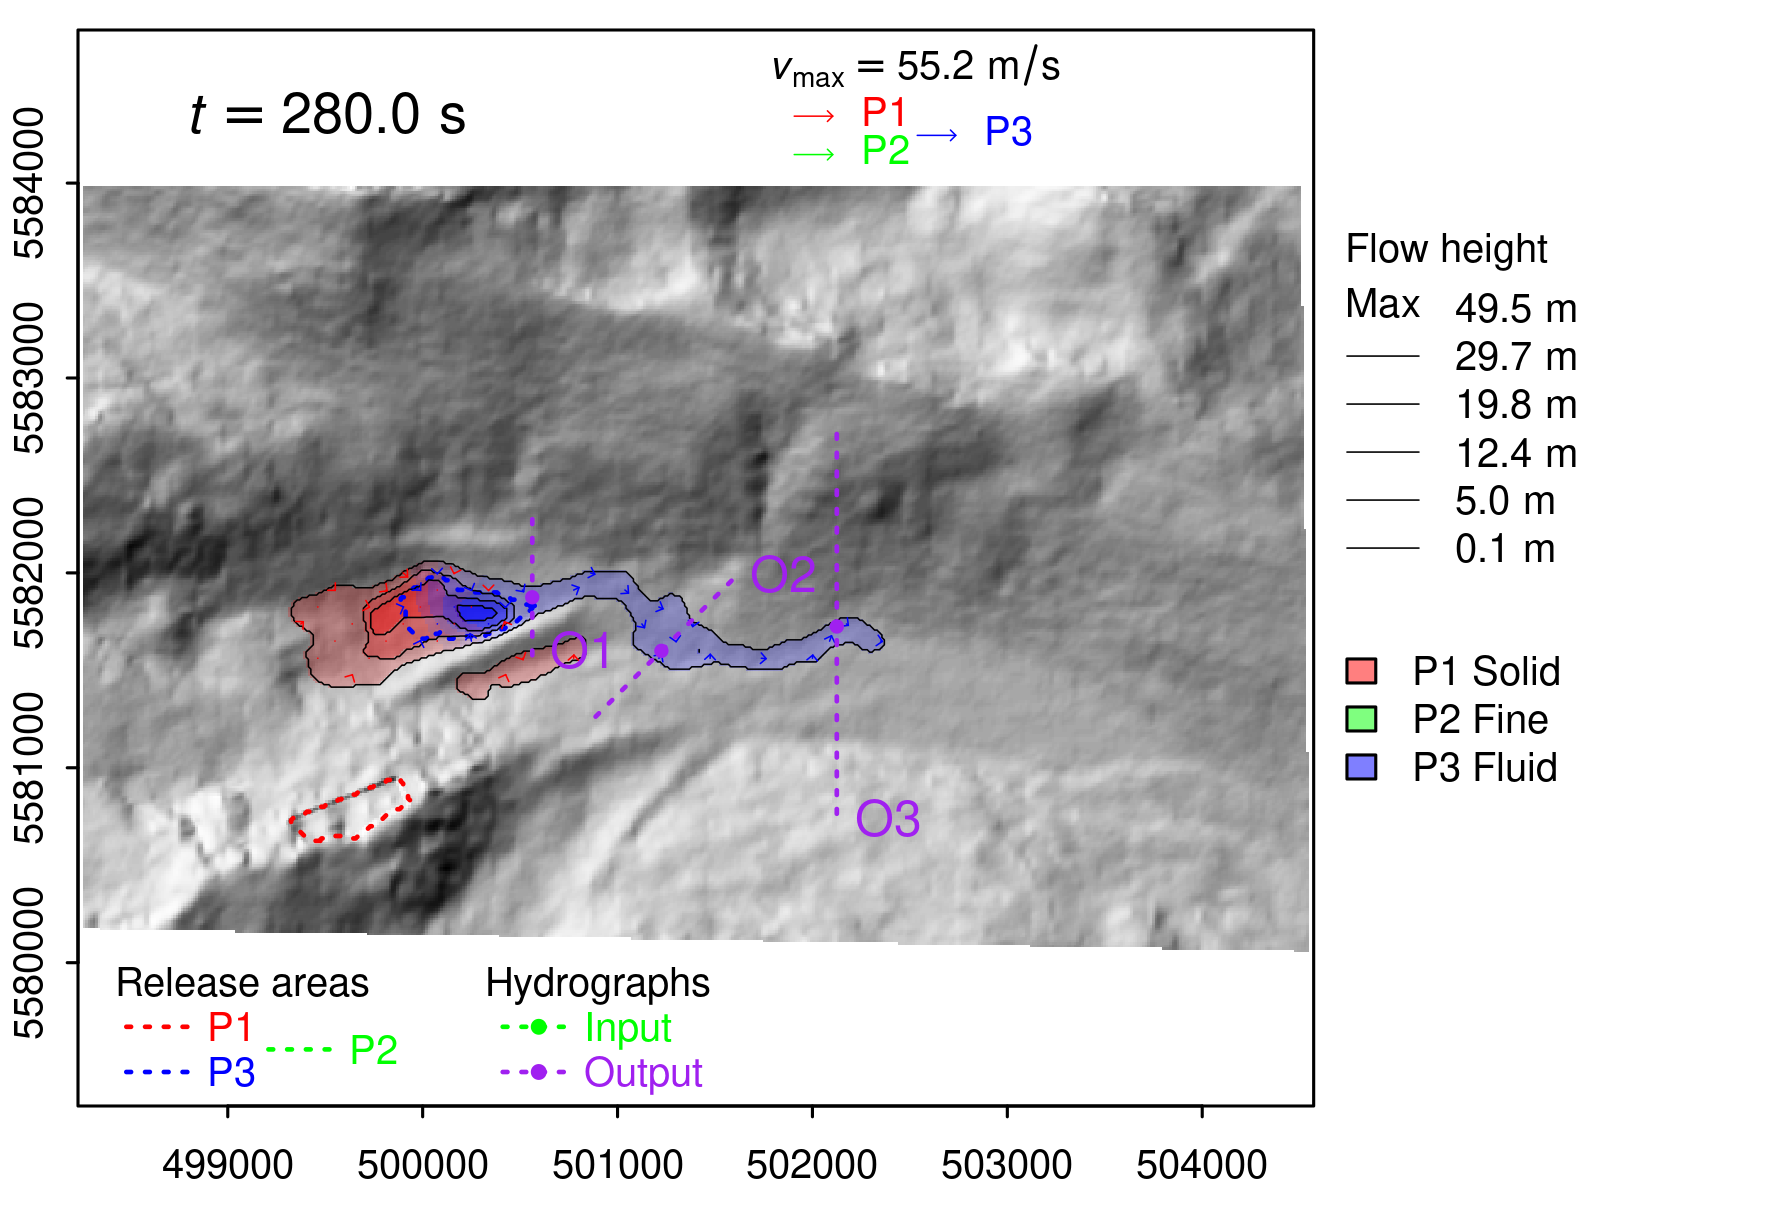 t = 280.0 s
vmax = 55.2 m/s
P1
P2
P3
5584000
5583000
5582000
5581000
5580000
O1
O2
O3
Flow height
Max 49.5 m
29.7 m
19.8 m
12.4 m
5.0 m
0.1 m
P1 Solid
P2 Fine
P3 Fluid
Release areas
P1
P2
P3
Hydrographs
Input
Output
499000 500000 501000 502000 503000 504000